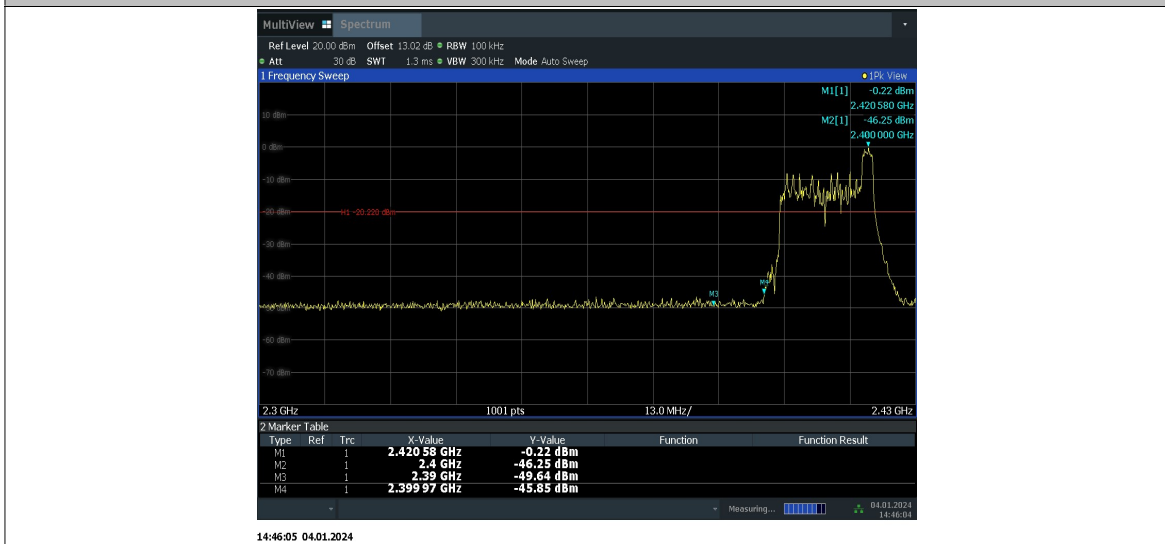 MultiView Spectrum
Ref Level 20.00 dBm Offset 13.02 dB RBW 100 kHz
Att 30 dB SWT 1.3 ms VBW 300 kHz Mode Auto Sweep
1 Frequency Sweep 1Pk View
M1[1] -0.22 dBm
2.420 580 GHz
M2[1] -46.25 dBm
2.400 000 GHz
10 dBm
0 dBm
-10 dBm
-20 dBm H1 -20.220 dBm
-30 dBm
-40 dBm
M4
M3
-60 dBm
-70 dBm
2.3 GHz 1001 pts 13.0 MHz/ 2.43 GHz
2 Marker Table
Type Ref Trc X-Value Y-Value Function Function Result
M1 1 2.420 58 GHz -0.22 dBm
M2 1 2.4 GHz -46.25 dBm
M3 1 2.39 GHz -49.64 dBm
M4 1 2.399 97 GHz -45.85 dBm
Measuring... 04.01.2024
14:46:04
14:46:05 04.01.2024